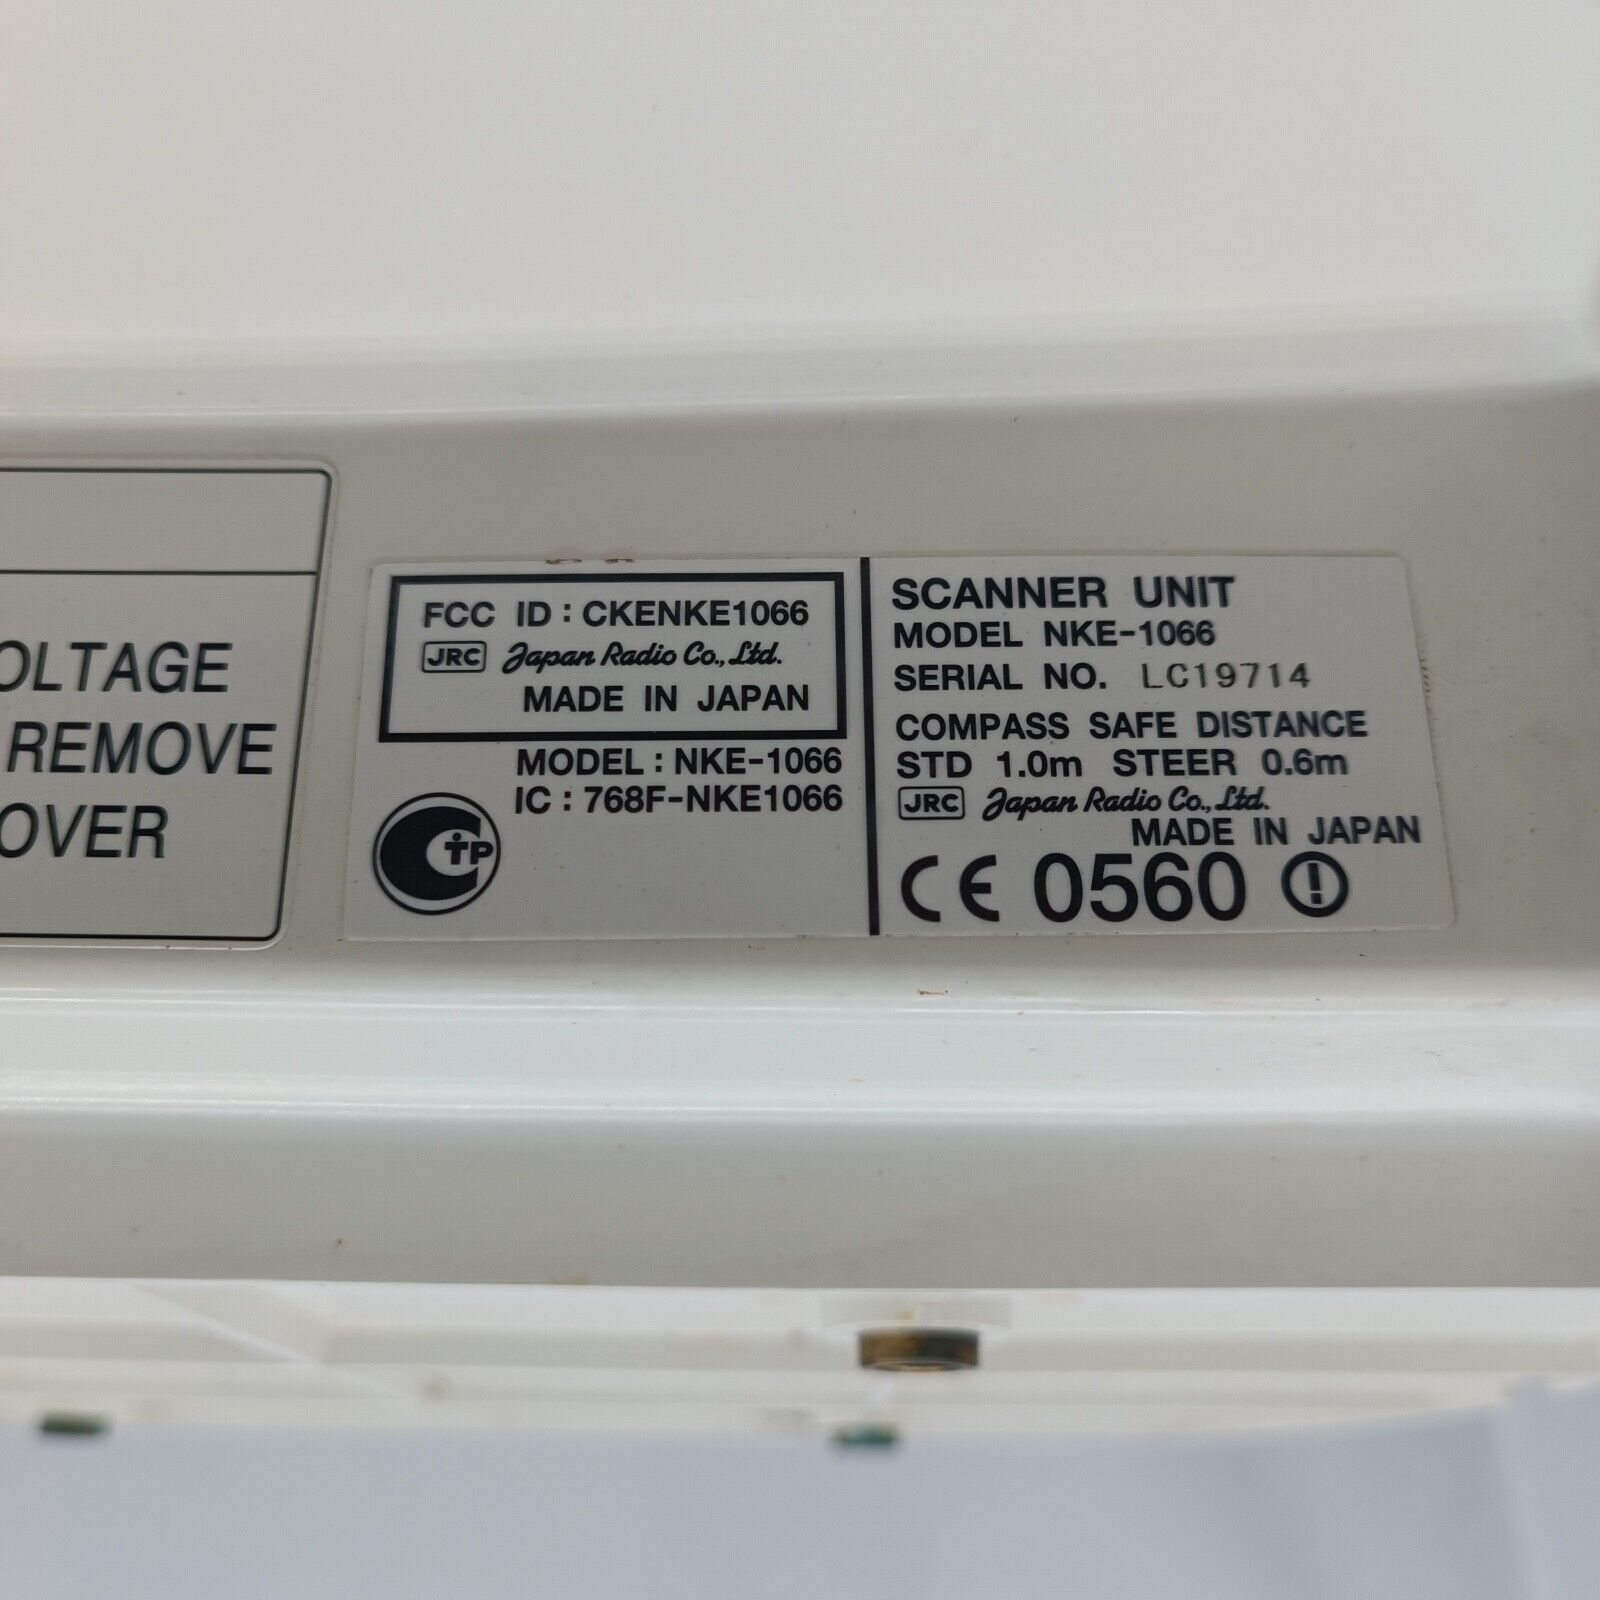 OLTAGE
REMOVE
OVER
FCC ID : CKENKE1066
JRC Japan Radio Co., Ltd.
MADE IN JAPAN
MODEL : NKE-1066
IC : 768F-NKE1066
CTP
SCANNER UNIT
MODEL NKE-1066
SERIAL NO. LC19714
COMPASS SAFE DISTANCE
STD 1.0m STEER 0.6m
JRC Japan Radio Co., Ltd.
MADE IN JAPAN
CE 0560